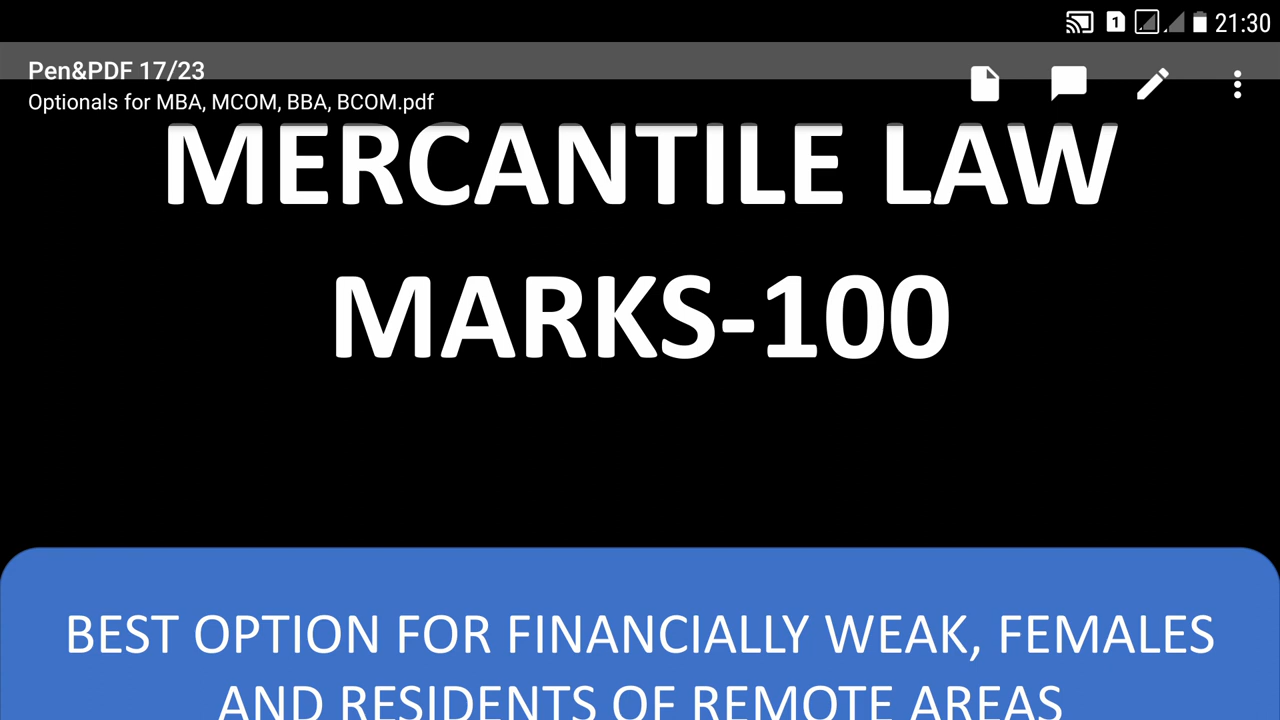 1 21:30
Pen&PDF 17/23
Optionals for MBA, MCOM, BBA, BCOM.pdf
MERCANTILE LAW
MARKS-100
BEST OPTION FOR FINANCIALLY WEAK, FEMALES
AND RESIDENTS OF REMOTE AREAS